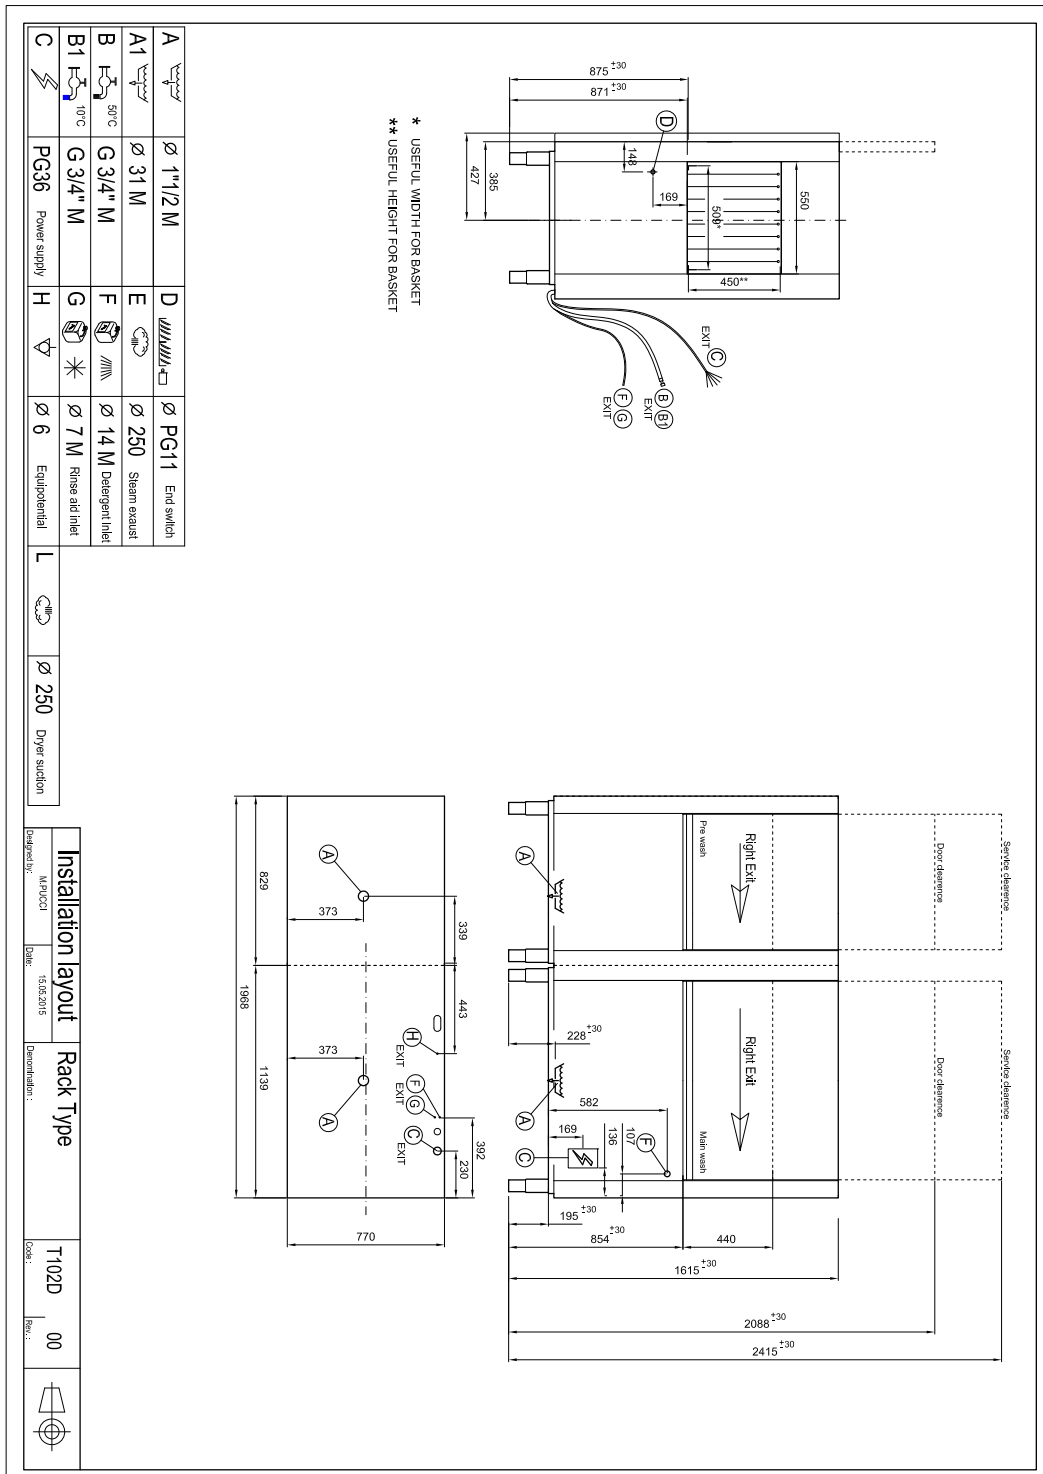 875 ±30
871 ±30
D
148
169
385
427
550
509*
450**
C
EXIT
B B1
EXIT
F G
EXIT
* USEFUL WIDTH FOR BASKET
** USEFUL HEIGHT FOR BASKET
Service clearence
Door clearence
Right Exit
Pre wash
A
Service clearence
Door clearence
Right Exit
Main wash
228 ±30
A
582
169
136
107
F
C
195 ±30
854 ±30
440
1615 ±30
2088 ±30
2415 ±30
A
829
373
339
1968
1139
443
373
H
EXIT
F
G
EXIT
C
EXIT
A
392
230
770
A Ø 1"1/2 M D Ø PG11 End switch
A1 Ø 31 M E Ø 250 Steam exaust
B 50°C G 3/4" M F Ø 14 M Detergent inlet
B1 10°C G 3/4" M G Ø 7 M Rinse aid inlet
C PG36 Power supply H Ø 6 Equipotential L Ø 250 Dryer suction
Installation layout Rack Type T102D 00
Designed by: M.PUCCI Date: 15.05.2015 Denomination : Code : Rev. :